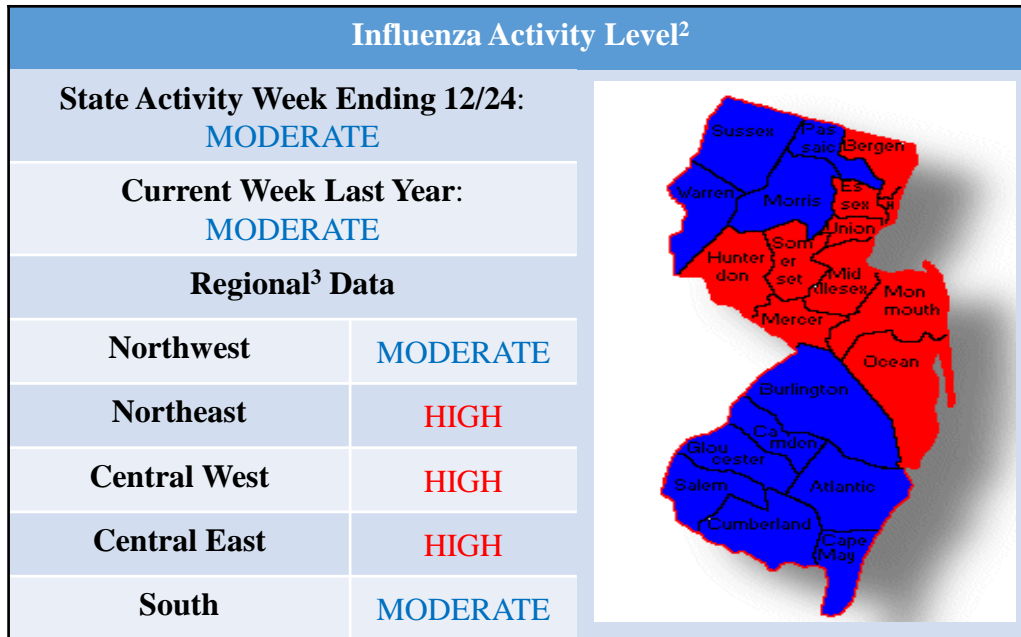 Influenza Activity Level²
State Activity Week Ending 12/24:
MODERATE
Current Week Last Year:
MODERATE
Regional³ Data
Northwest MODERATE
Northeast HIGH
Central West HIGH
Central East HIGH
South MODERATE
Sussex
Pas
saic
Bergen
Warren
Morris
Es
sex
Union
Hunter
don
Som
er
set
Mid
dlesex
Mercer
Mon
mouth
Ocean
Burlington
Ca
mden
Glou
cester
Salem
Atlantic
Cumberland
Cape
May